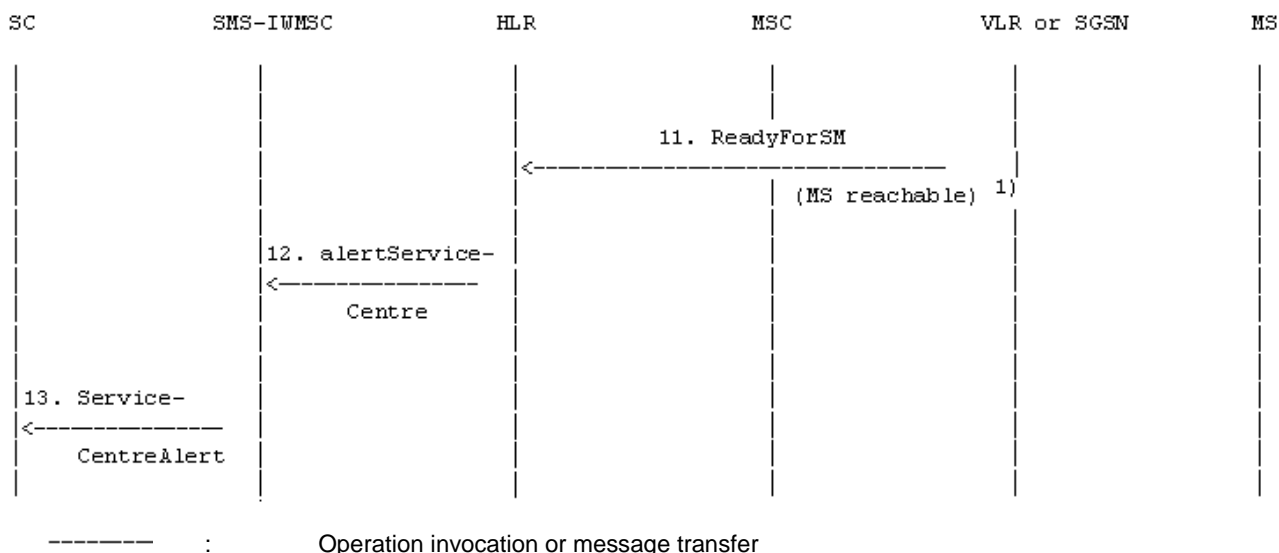 SC SMS-IWMSC HLR MSC VLR or SGSN MS
11. ReadyForSM
(MS reachable) 1)
12. alertService-
Centre
13. Service-
CentreAlert
: Operation invocation or message transfer